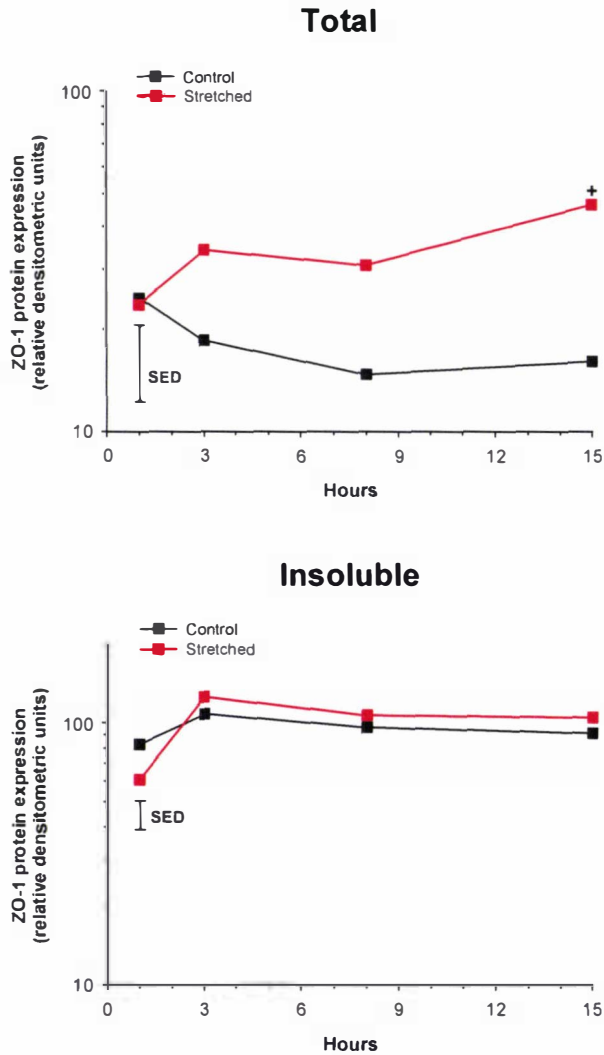 Total
Control
Stretched
ZO-1 protein expression
(relative densitometric units)
100
10
+
SED
0 3 6 9 12 15
Hours
Insoluble
Control
Stretched
ZO-1 protein expression
(relative densitometric units)
100
10
SED
0 3 6 9 12 15
Hours